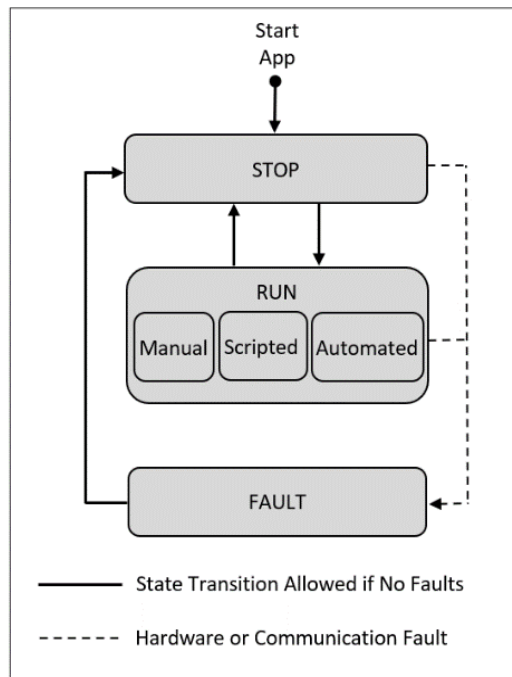 Start
App
STOP
RUN
Manual
Scripted
Automated
FAULT
State Transition Allowed if No Faults
Hardware or Communication Fault